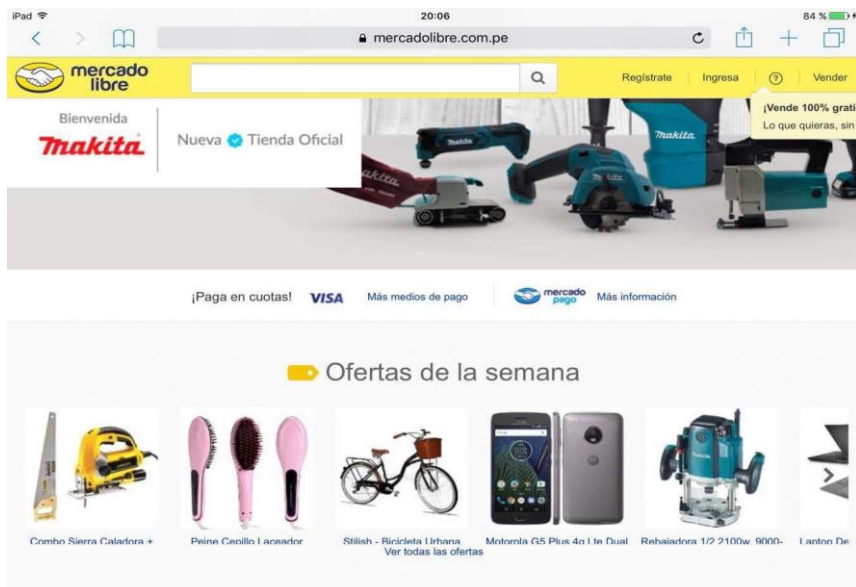 iPad
20:06
84 %
mercadolibre.com.pe
mercado
libre
Regístrate
Ingresa
?
Vender
¡Vende 100% grati
Lo que quieras, sin
Bienvenida
Makita
Nueva Tienda Oficial
Makita
akita
Makita
Makita
¡Paga en cuotas!
VISA
Más medios de pago
mercado
pago
Más información
Ofertas de la semana
Combo Sierra Caladora +
Peine Cepillo Laceador
Stilish - Bicicleta Urbana
Motorola G5 Plus 4g Lte Dual
Rebajadora 1/2 2100w. 9000-
Laptop De
Ver todas las ofertas